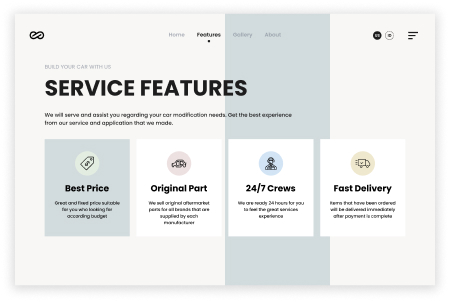 Home Features Gallery About
EN ID
BUILD YOUR CAR WITH US
SERVICE FEATURES
We will serve and assist you regarding your car modification needs. Get the best experience
from our service and application that we made.
Best Price
Great and fixed price suitable
for you who looking for
according budget
Original Part
We sell original aftermarket
parts for all brands that are
supplied by each
manufacturer
24/7 Crews
We are ready 24 hours for you
to feel the great services
experience
Fast Delivery
Items that have been ordered
will be delivered immediately
after payment is complete